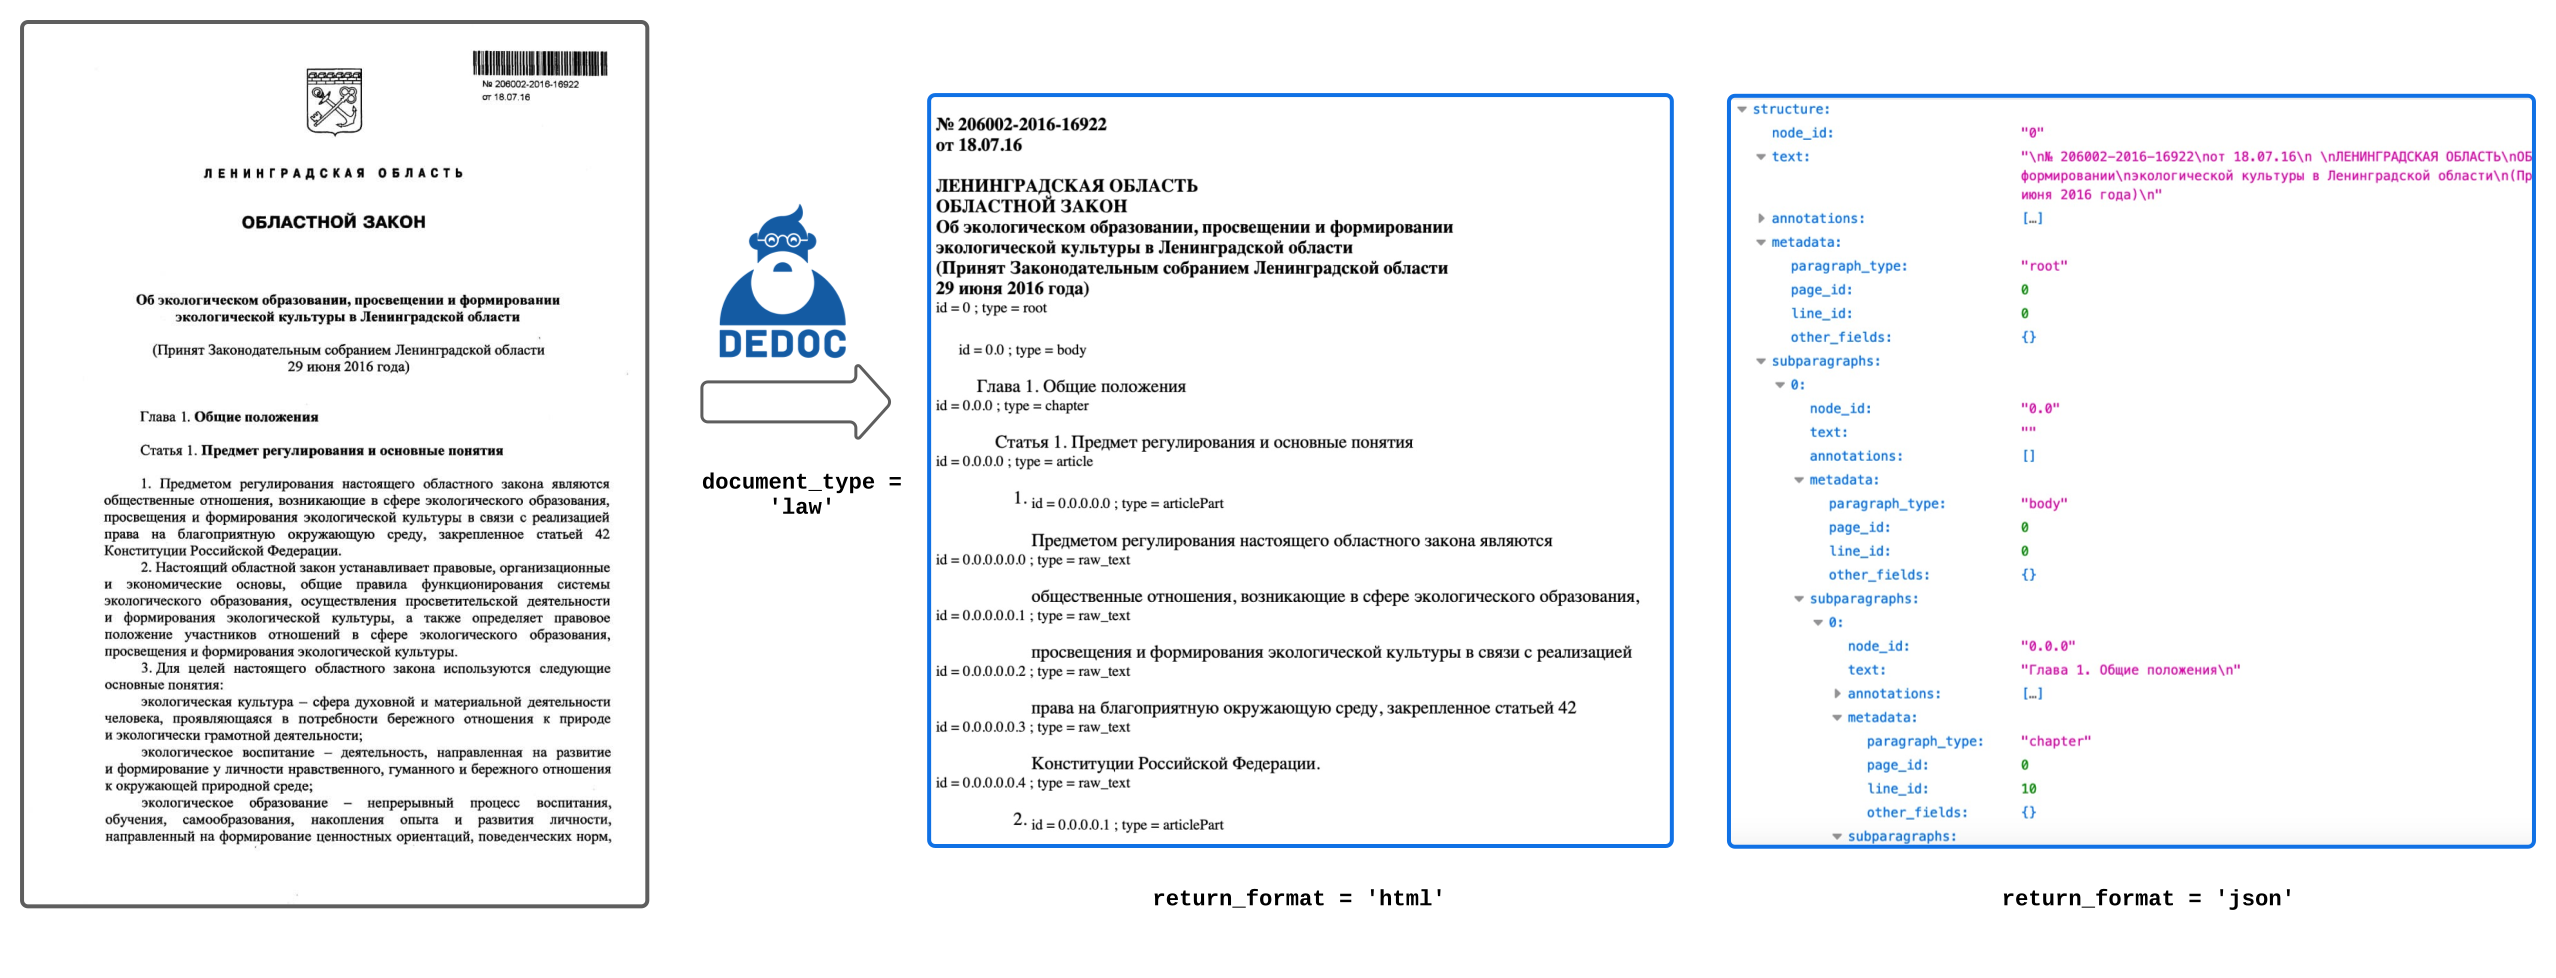 № 206002-2016-16922
от 18.07.16
ЛЕНИНГРАДСКАЯ ОБЛАСТЬ
ОБЛАСТНОЙ ЗАКОН
Об экологическом образовании, просвещении и формировании
экологической культуры в Ленинградской области
(Принят Законодательным собранием Ленинградской области
29 июня 2016 года)
Глава 1. Общие положения
Статья 1. Предмет регулирования и основные понятия
1. Предметом регулирования настоящего областного закона являются
общественные отношения, возникающие в сфере экологического образования,
просвещения и формирования экологической культуры в связи с реализацией
права на благоприятную окружающую среду, закрепленное статьей 42
Конституции Российской Федерации.
2. Настоящий областной закон устанавливает правовые, организационные
и экономические основы, общие правила функционирования системы
экологического образования, осуществления просветительской деятельности
и формирования экологической культуры, а также определяет правовое
положение участников отношений в сфере экологического образования,
просвещения и формирования экологической культуры.
3. Для целей настоящего областного закона используются следующие
основные понятия:
экологическая культура – сфера духовной и материальной деятельности
человека, проявляющаяся в потребности бережного отношения к природе
и экологически грамотной деятельности;
экологическое воспитание – деятельность, направленная на развитие
и формирование у личности нравственного, гуманного и бережного отношения
к окружающей природной среде;
экологическое образование – непрерывный процесс воспитания,
обучения, самообразования, накопления опыта и развития личности,
направленный на формирование ценностных ориентаций, поведенческих норм,
DEDOC
document_type =
'law'
№ 206002-2016-16922
от 18.07.16
ЛЕНИНГРАДСКАЯ ОБЛАСТЬ
ОБЛАСТНОЙ ЗАКОН
Об экологическом образовании, просвещении и формировании
экологической культуры в Ленинградской области
(Принят Законодательным собранием Ленинградской области
29 июня 2016 года)
id = 0 ; type = root
id = 0.0 ; type = body
Глава 1. Общие положения
id = 0.0.0 ; type = chapter
Статья 1. Предмет регулирования и основные понятия
id = 0.0.0.0 ; type = article
1. id = 0.0.0.0.0 ; type = articlePart
Предметом регулирования настоящего областного закона являются
id = 0.0.0.0.0.0 ; type = raw_text
общественные отношения, возникающие в сфере экологического образования,
id = 0.0.0.0.0.1 ; type = raw_text
просвещения и формирования экологической культуры в связи с реализацией
id = 0.0.0.0.0.2 ; type = raw_text
права на благоприятную окружающую среду, закрепленное статьей 42
id = 0.0.0.0.0.3 ; type = raw_text
Конституции Российской Федерации.
id = 0.0.0.0.0.4 ; type = raw_text
2. id = 0.0.0.0.1 ; type = articlePart
return_format = 'html'
structure:
node_id: "0"
text: "\n№ 206002-2016-16922\nот 18.07.16\n \nЛЕНИНГРАДСКАЯ ОБЛАСТЬ\nОБ
формировании\nэкологической культуры в Ленинградской области\n(Пр
июня 2016 года)\n"
annotations: […]
metadata:
paragraph_type: "root"
page_id: 0
line_id: 0
other_fields: {}
subparagraphs:
0:
node_id: "0.0"
text: ""
annotations: []
metadata:
paragraph_type: "body"
page_id: 0
line_id: 0
other_fields: {}
subparagraphs:
0:
node_id: "0.0.0"
text: "Глава 1. Общие положения\n"
annotations: […]
metadata:
paragraph_type: "chapter"
page_id: 0
line_id: 10
other_fields: {}
subparagraphs:
return_format = 'json'